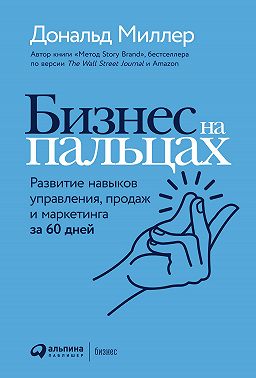 Дональд Миллер
Автор книги «Метод Story Brand», бестселлера
по версии The Wall Street Journal и Amazon
Бизнес на
пальцах
Развитие навыков
управления, продаж
и маркетинга
за 60 дней
альпина
паблишер
бизнес